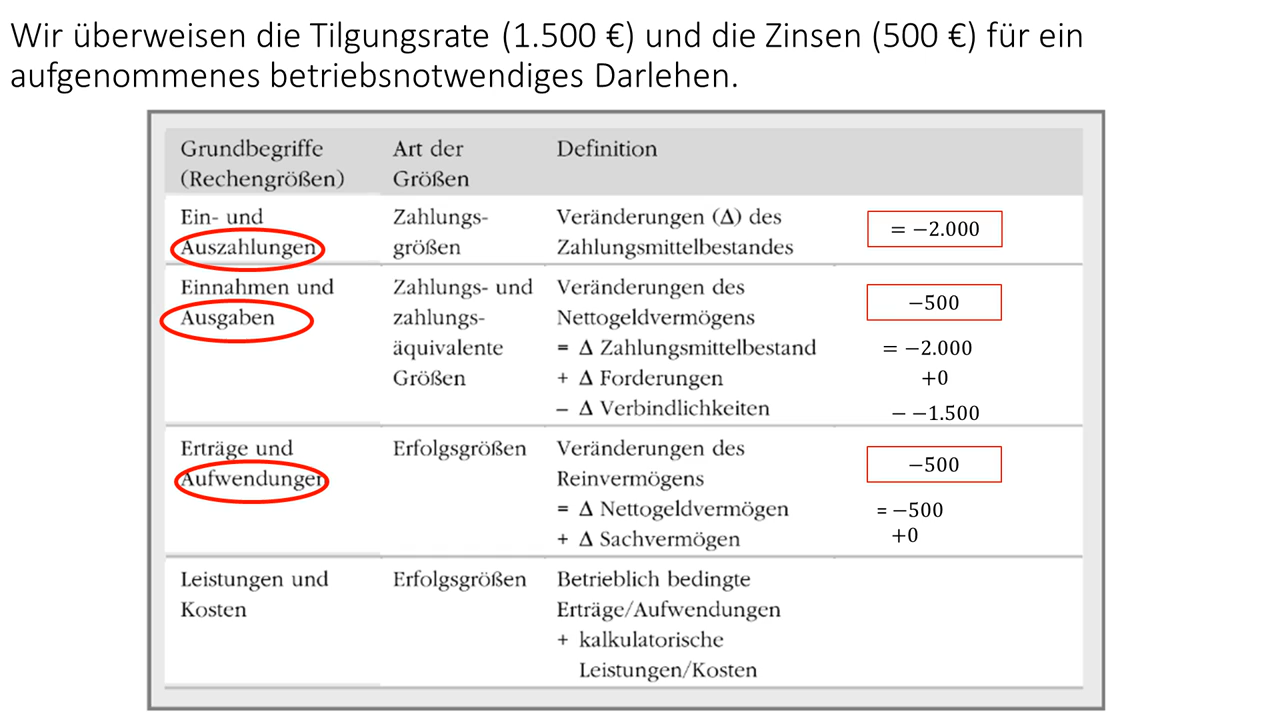 Wir überweisen die Tilgungsrate (1.500 €) und die Zinsen (500 €) für ein
aufgenommenes betriebsnotwendiges Darlehen.
Grundbegriffe Art der Definition
(Rechengrößen) Größen
Ein- und Zahlungs- Veränderungen (Δ) des
= −2.000
Auszahlungen größen Zahlungsmittelbestandes
Einnahmen und Zahlungs- und Veränderungen des
−500
Ausgaben zahlungs- Nettogeldvermögens
äquivalente = Δ Zahlungsmittelbestand = −2.000
Größen + Δ Forderungen +0
− Δ Verbindlichkeiten − −1.500
Erträge und Erfolgsgrößen Veränderungen des
−500
Aufwendungen Reinvermögens
= Δ Nettogeldvermögen = −500
+ Δ Sachvermögen +0
Leistungen und Erfolgsgrößen Betrieblich bedingte
Kosten Erträge/Aufwendungen
+ kalkulatorische
Leistungen/Kosten